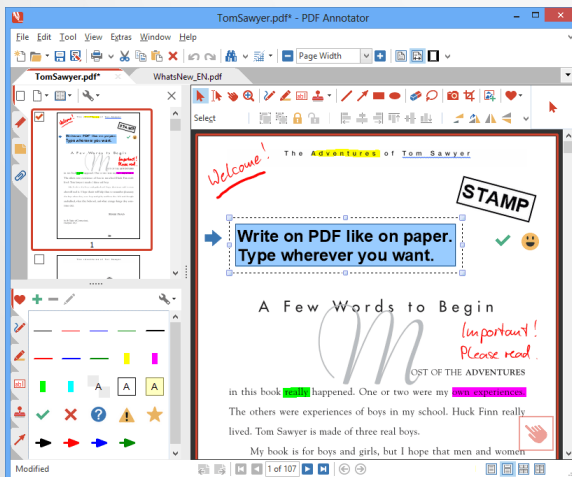 TomSawyer.pdf* - PDF Annotator
File Edit Tool View Extras Window Help
Page Width
TomSawyer.pdf*
WhatsNew_EN.pdf
Select
1
The Adventures of Tom Sawyer
Welcome!
STAMP
Write on PDF like on paper.
Type wherever you want.
A Few Words to Begin
Important!
Please read.
M
OST OF THE ADVENTURES
in this book really happened. One or two were my own experiences.
The others were experiences of boys in my school. Huck Finn really
lived. Tom Sawyer is made of three real boys.
My book is for boys and girls, but I hope that men and women
A A A
Modified
1 of 107